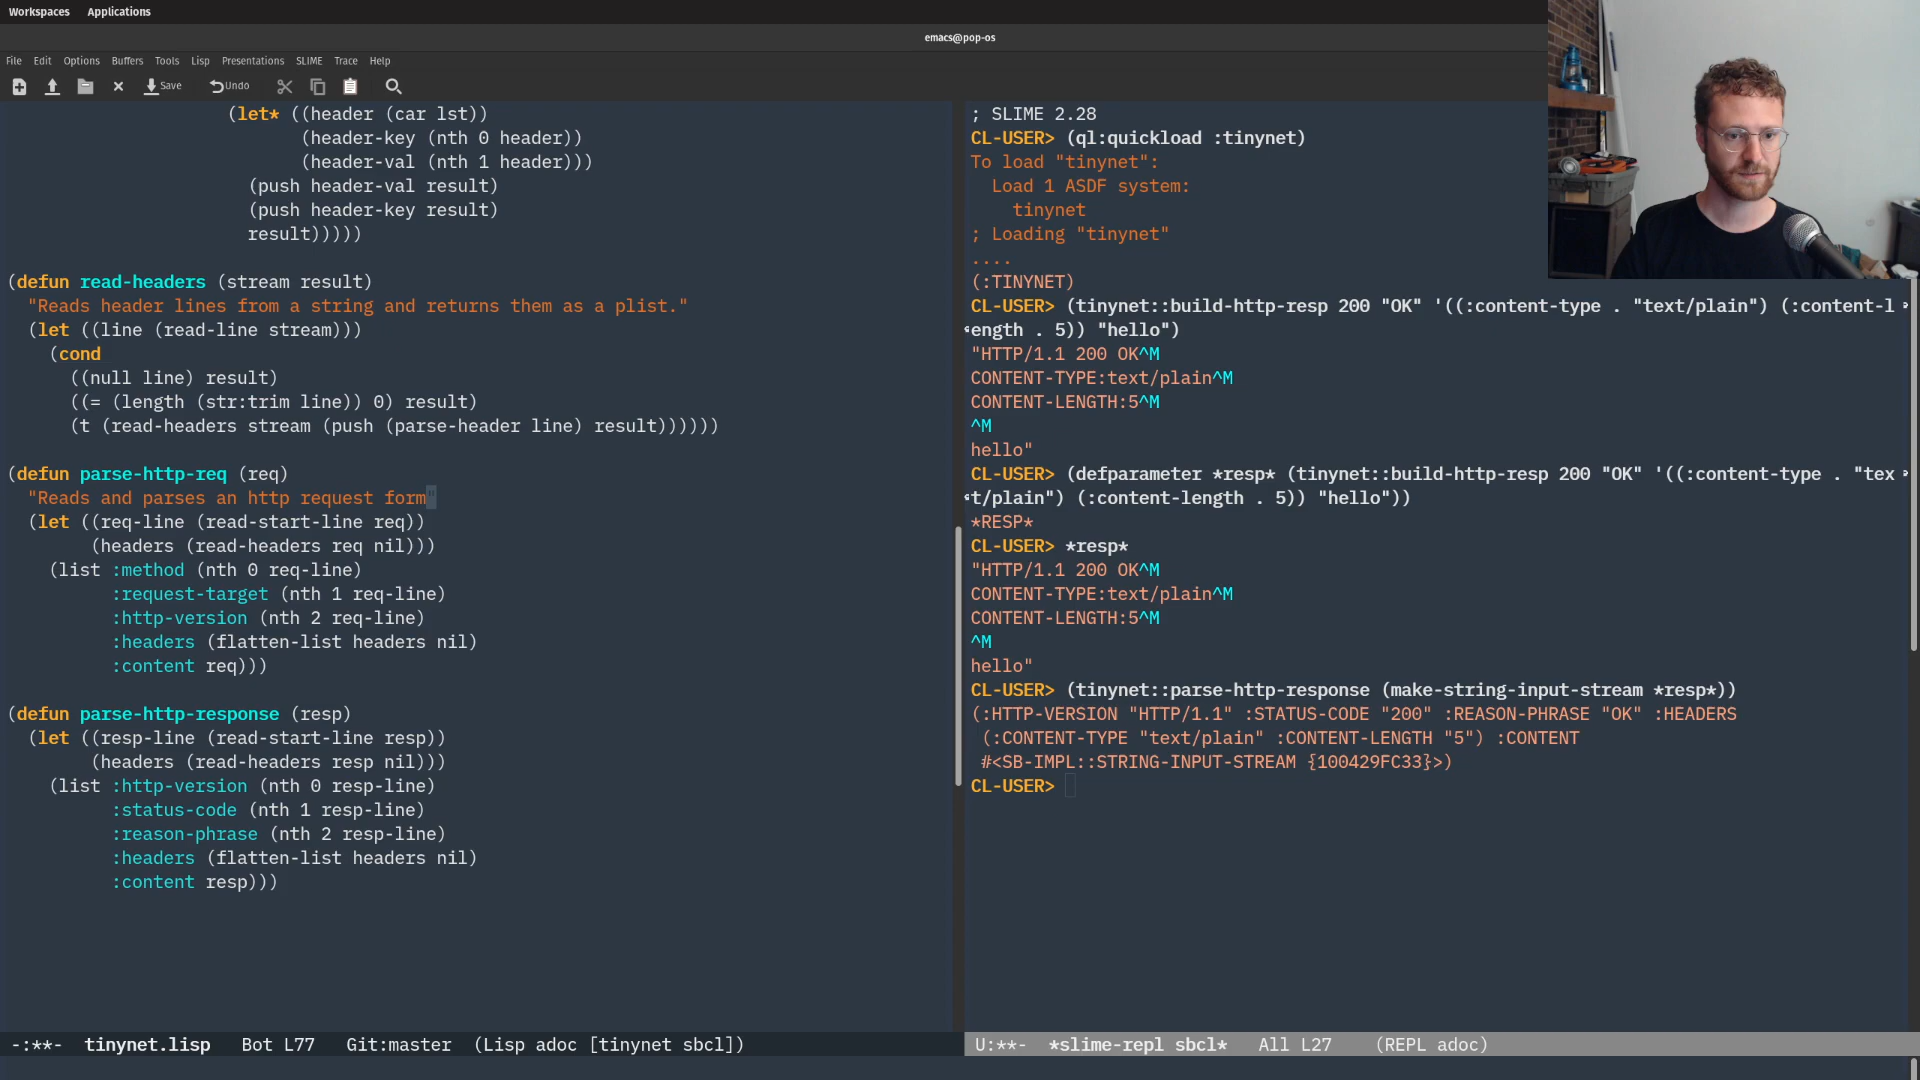 Workspaces Applications
emacs@pop-os
File Edit Options Buffers Tools Lisp Presentations SLIME Trace Help
Save Undo
(let* ((header (car lst))
(header-key (nth 0 header))
(header-val (nth 1 header)))
(push header-val result)
(push header-key result)
result)))))
(defun read-headers (stream result)
"Reads header lines from a string and returns them as a plist."
(let ((line (read-line stream)))
(cond
((null line) result)
((= (length (str:trim line)) 0) result)
(t (read-headers stream (push (parse-header line) result))))))
(defun parse-http-req (req)
"Reads and parses an http request form"
(let ((req-line (read-start-line req))
(headers (read-headers req nil)))
(list :method (nth 0 req-line)
:request-target (nth 1 req-line)
:http-version (nth 2 req-line)
:headers (flatten-list headers nil)
:content req)))
(defun parse-http-response (resp)
(let ((resp-line (read-start-line resp))
(headers (read-headers resp nil)))
(list :http-version (nth 0 resp-line)
:status-code (nth 1 resp-line)
:reason-phrase (nth 2 resp-line)
:headers (flatten-list headers nil)
:content resp)))
-:**- tinynet.lisp Bot L77 Git:master (Lisp adoc [tinynet sbcl])
; SLIME 2.28
CL-USER> (ql:quickload :tinynet)
To load "tinynet":
Load 1 ASDF system:
tinynet
; Loading "tinynet"
....
(:TINYNET)
CL-USER> (tinynet::build-http-resp 200 "OK" '((:content-type . "text/plain") (:content-l
ength . 5)) "hello")
"HTTP/1.1 200 OK^M
CONTENT-TYPE:text/plain^M
CONTENT-LENGTH:5^M
^M
hello"
CL-USER> (defparameter *resp* (tinynet::build-http-resp 200 "OK" '((:content-type . "tex
t/plain") (:content-length . 5)) "hello"))
*RESP*
CL-USER> *resp*
"HTTP/1.1 200 OK^M
CONTENT-TYPE:text/plain^M
CONTENT-LENGTH:5^M
^M
hello"
CL-USER> (tinynet::parse-http-response (make-string-input-stream *resp*))
(:HTTP-VERSION "HTTP/1.1" :STATUS-CODE "200" :REASON-PHRASE "OK" :HEADERS
(:CONTENT-TYPE "text/plain" :CONTENT-LENGTH "5") :CONTENT
#<SB-IMPL::STRING-INPUT-STREAM {100429FC33}>)
CL-USER>
U:**- *slime-repl sbcl* All L27 (REPL adoc)